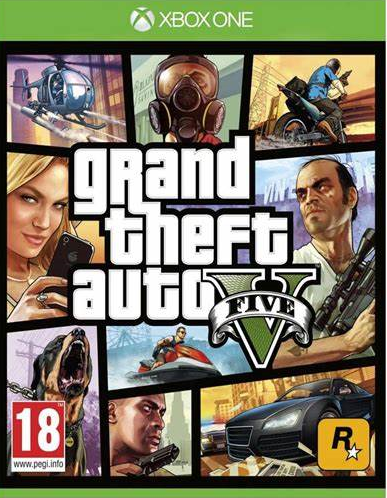 XBOX ONE
grand
theft
auto V
FIVE
18
www.pegi.info
R